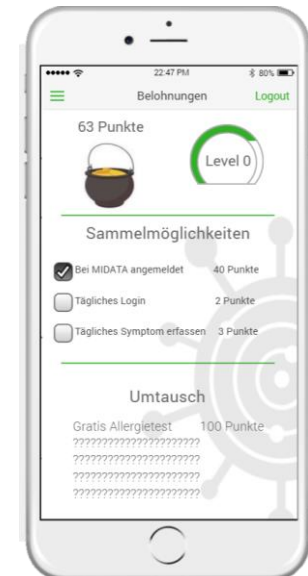 22:47 PM 80%
Belohnungen Logout
63 Punkte
Level 0
Sammelmöglichkeiten
Bei MIDATA angemeldet 40 Punkte
Tägliches Login 2 Punkte
Tägliches Symptom erfassen 3 Punkte
Umtausch
Gratis Allergietest 100 Punkte
??????????????????????
??????????????????????
??????????????????????
??????????????????????